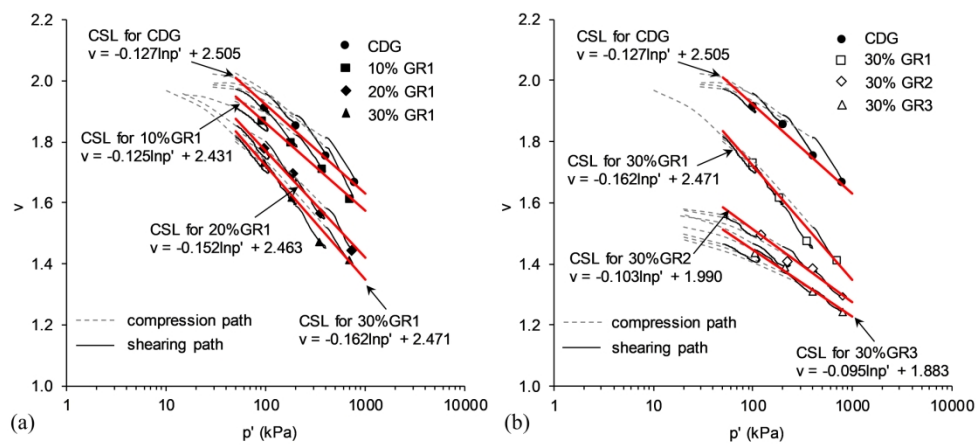 2.2
2.0
1.8
1.6
1.4
1.2
1.0
v
CSL for CDG
v = -0.127lnp' + 2.505
CDG
10% GR1
20% GR1
30% GR1
CSL for 10%GR1
v = -0.125lnp' + 2.431
CSL for 20%GR1
v = -0.152lnp' + 2.463
CSL for 30%GR1
v = -0.162lnp' + 2.471
compression path
shearing path
1
10
100
1000
10000
p' (kPa)
(a)
2.2
2.0
1.8
1.6
1.4
1.2
1.0
v
CSL for CDG
v = -0.127lnp' + 2.505
CDG
30% GR1
30% GR2
30% GR3
CSL for 30%GR1
v = -0.162lnp' + 2.471
CSL for 30%GR2
v = -0.103lnp' + 1.990
compression path
shearing path
CSL for 30%GR3
v = -0.095lnp' + 1.883
1
10
100
1000
10000
p' (kPa)
(b)